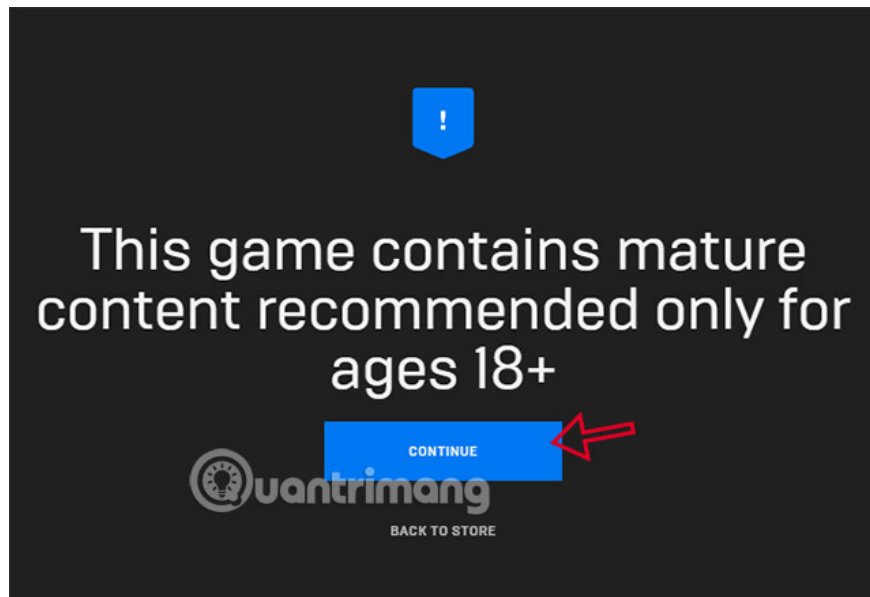 !
This game contains mature
content recommended only for
ages 18+
CONTINUE
Quantrimang
BACK TO STORE